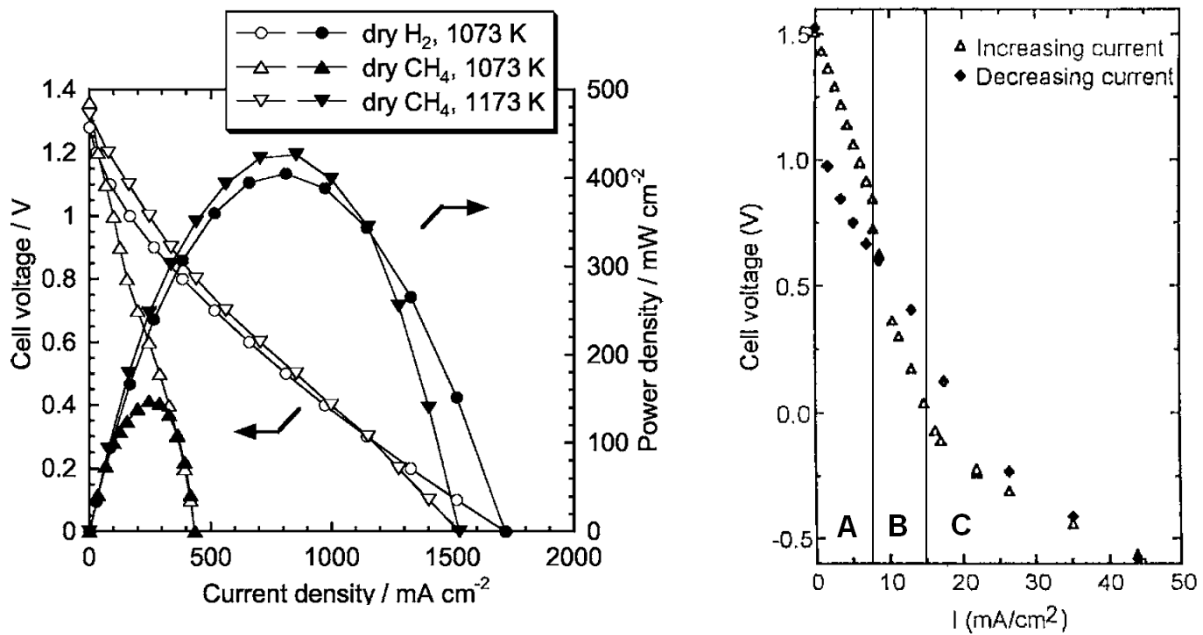 dry H2, 1073 K
dry CH4, 1073 K
dry CH4, 1173 K
1.4
1.2
1
0.8
0.6
0.4
0.2
0
Cell voltage / V
500
400
300
200
100
0
Power density / mW cm-2
0
500
1000
1500
2000
Current density / mA cm-2
Increasing current
Decreasing current
1.5
1.0
0.5
0.0
-0.5
Cell voltage (V)
A B C
0 10 20 30 40 50
I (mA/cm2)